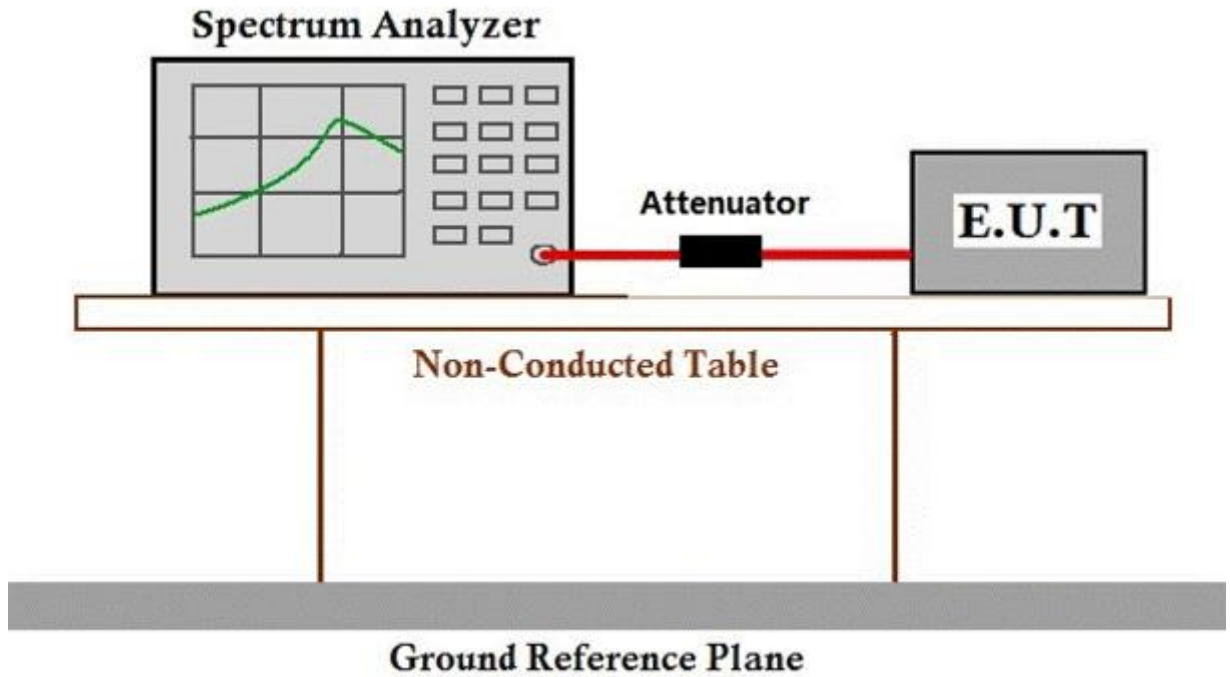 Spectrum Analyzer
Attenuator
E.U.T
Non-Conducted Table
Ground Reference Plane